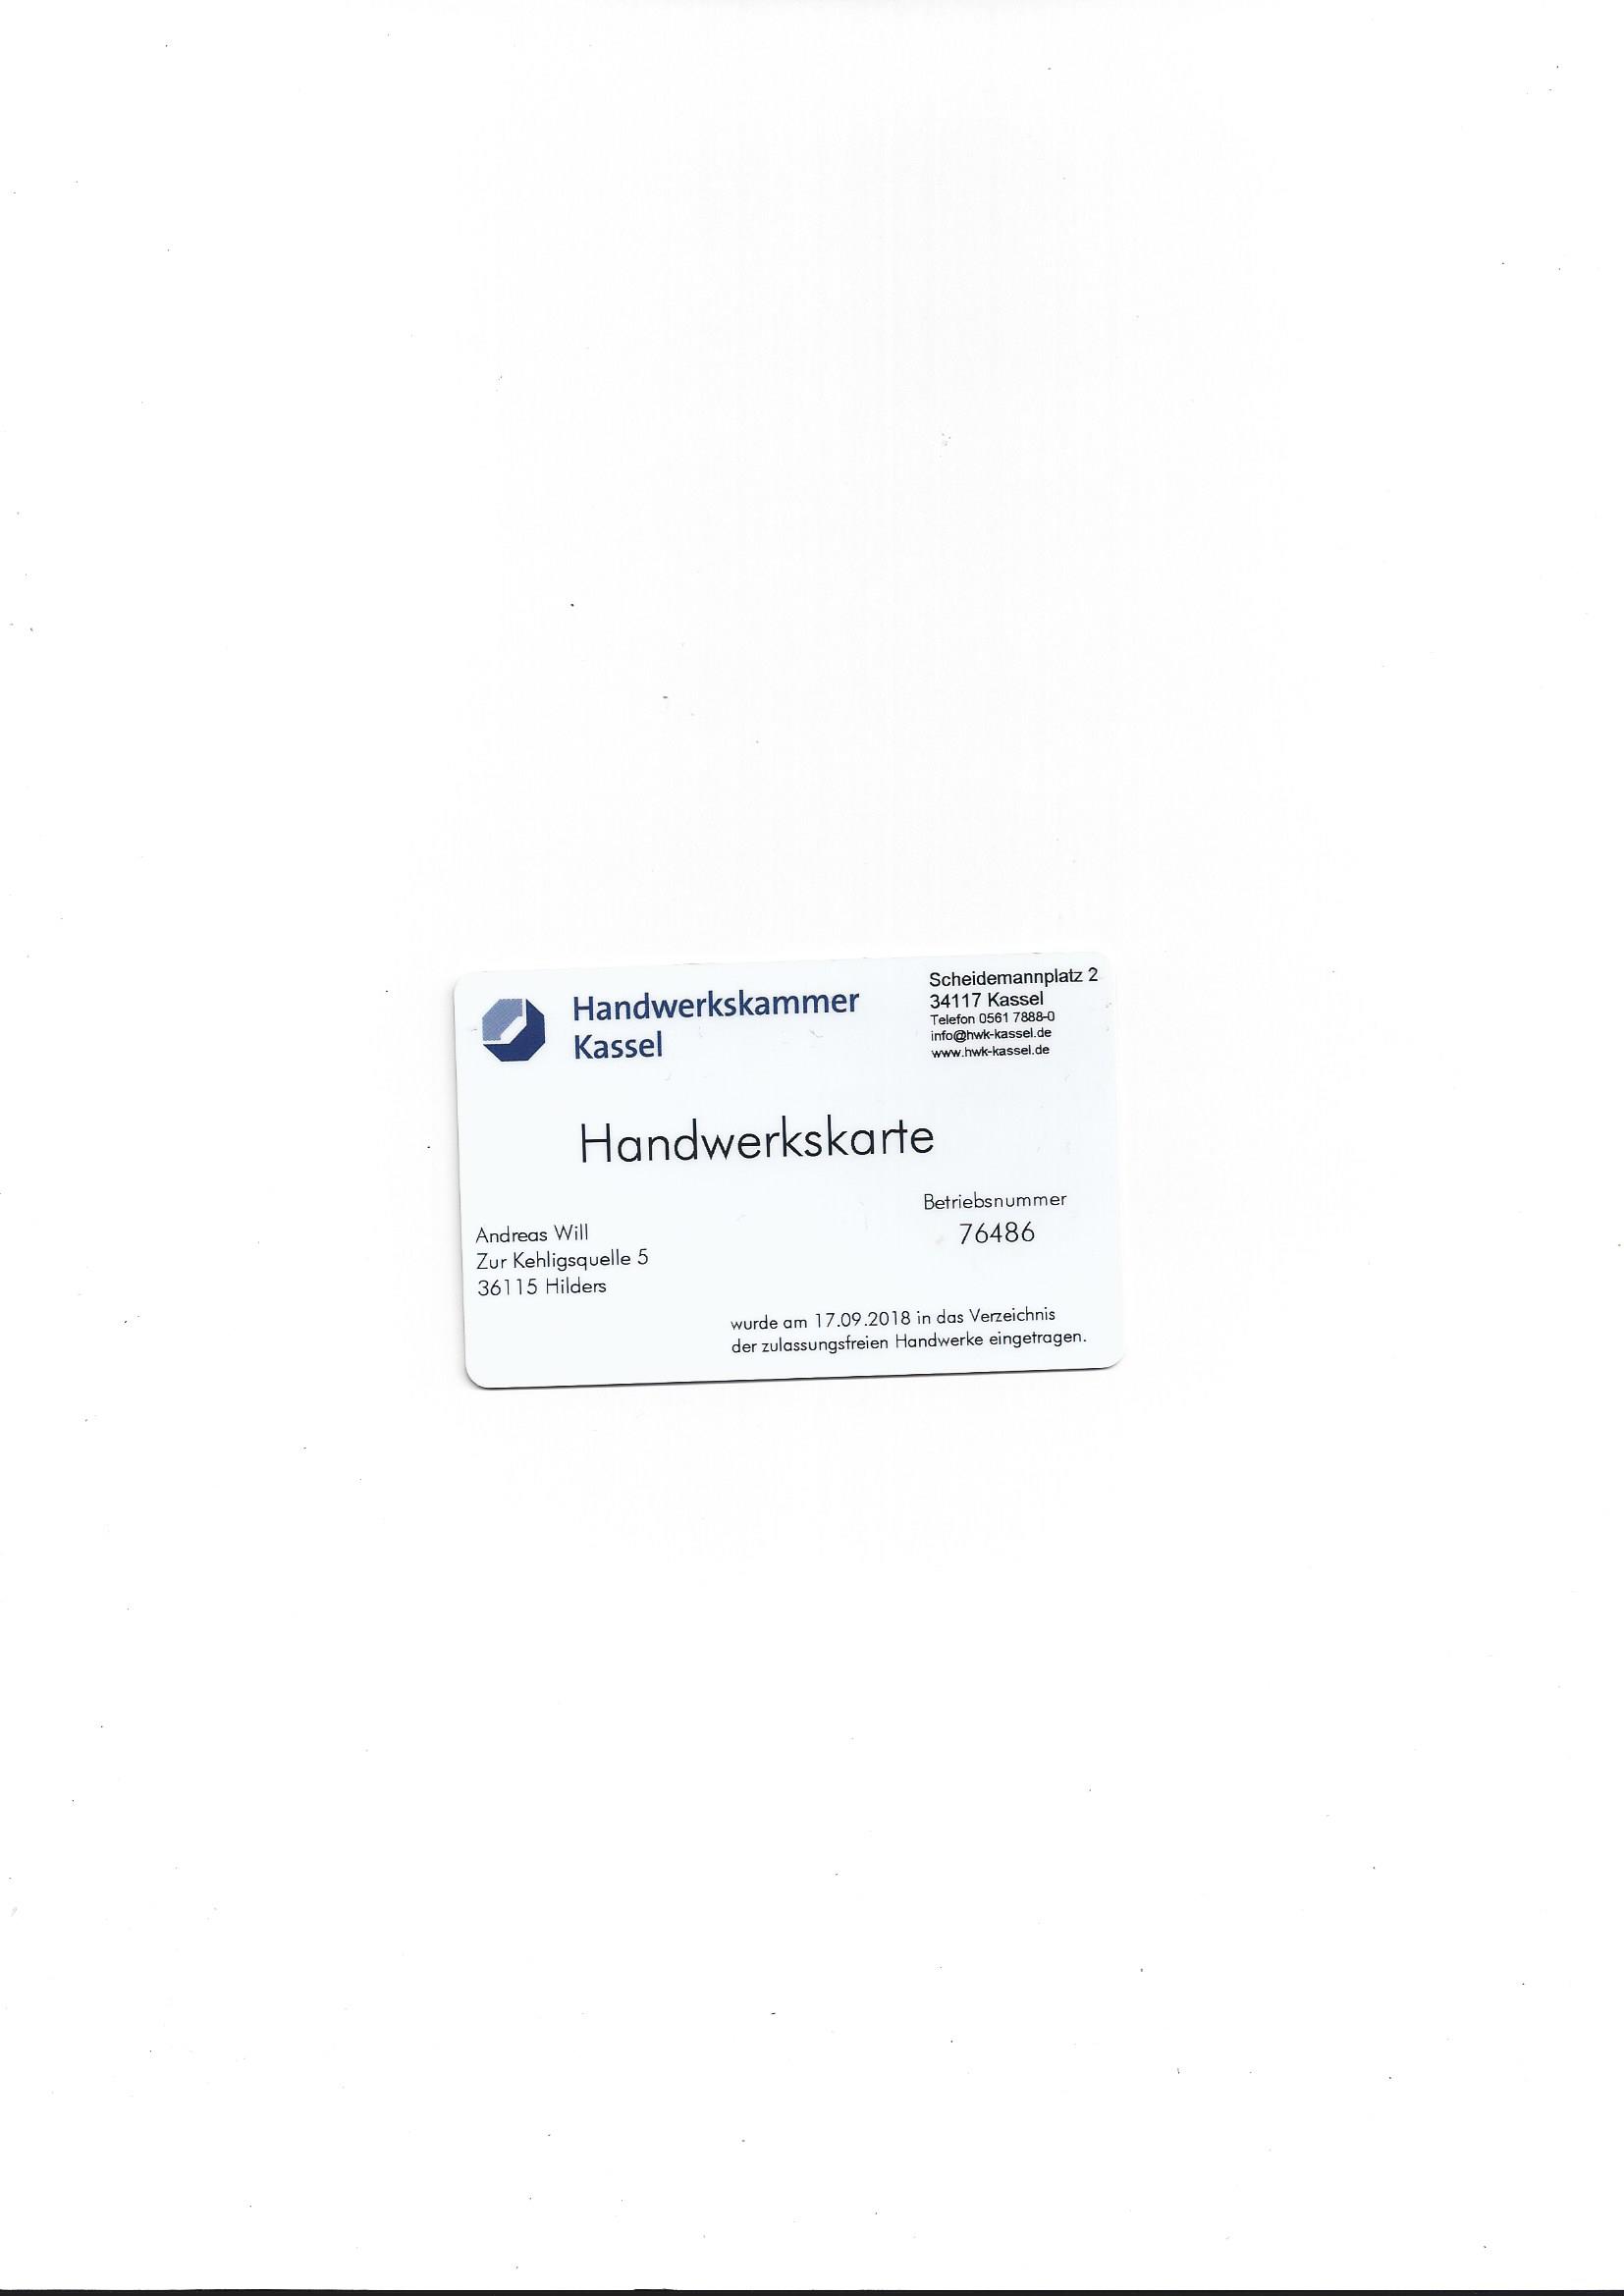 Handwerkskammer
Kassel
Scheidemannplatz 2
34117 Kassel
Telefon 0561 7888-0
info@hwk-kassel.de
www.hwk-kassel.de
Handwerkskarte
Betriebsnummer
76486
Andreas Will
Zur Kehligsquelle 5
36115 Hilders
wurde am 17.09.2018 in das Verzeichnis
der zulassungsfreien Handwerke eingetragen.